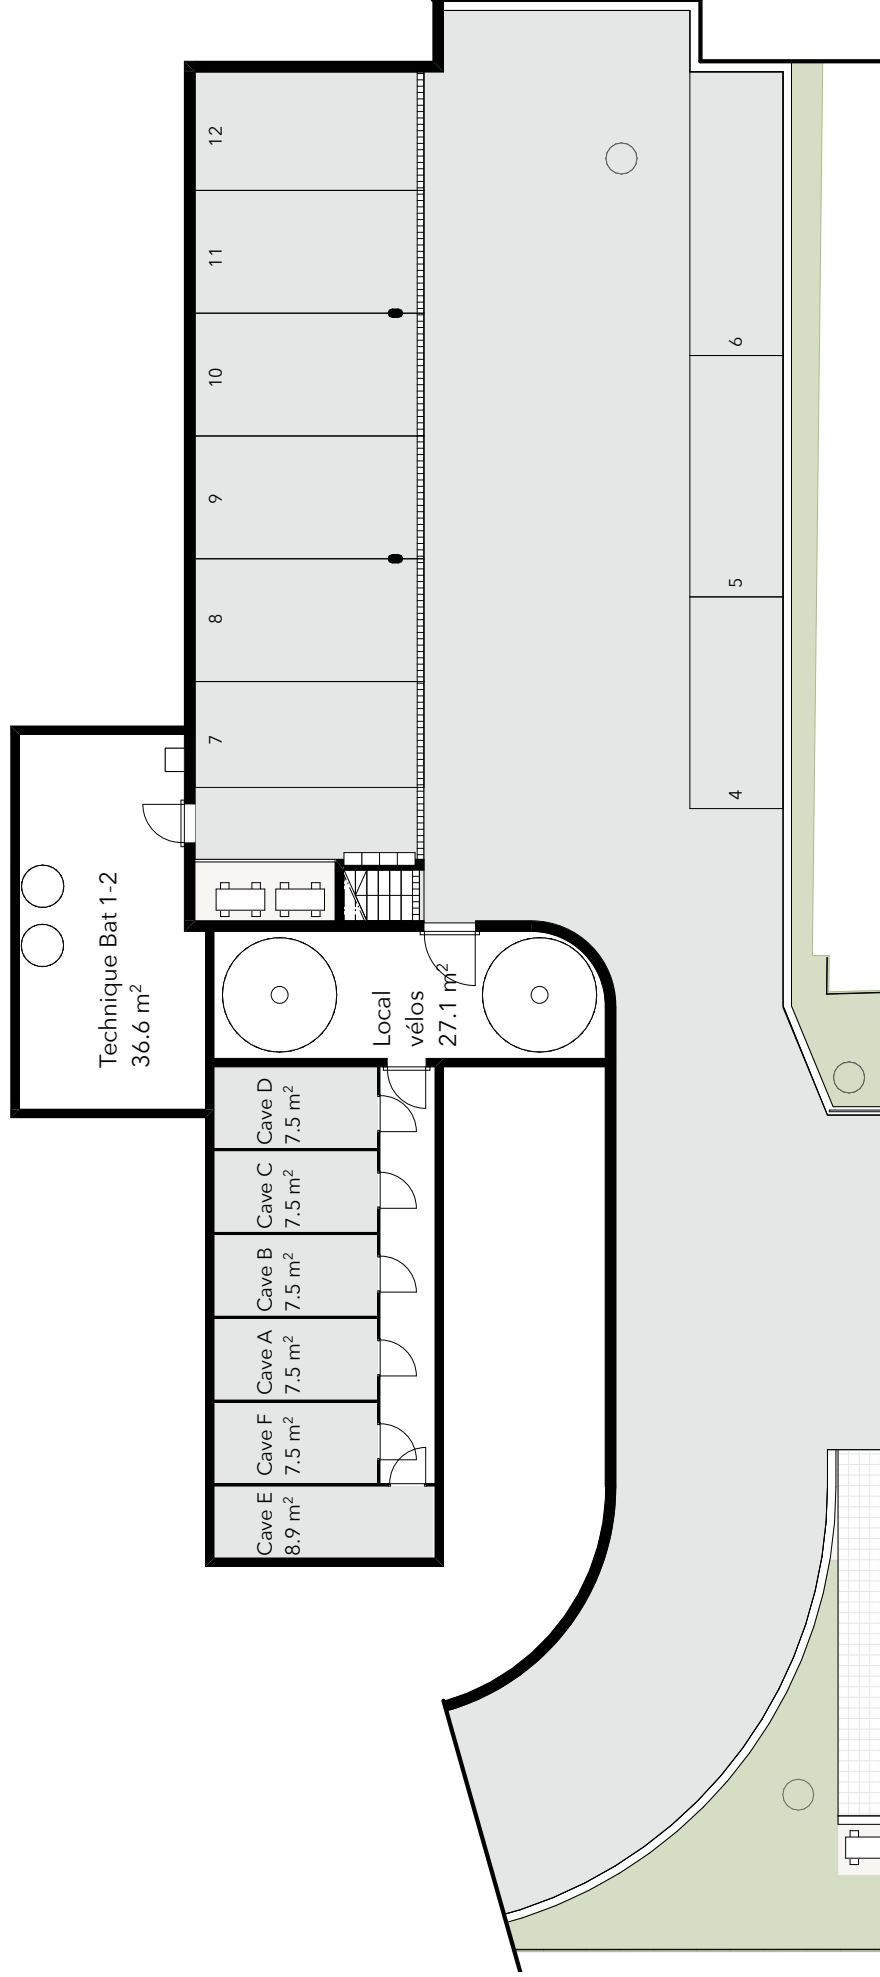 12
11
10
9
8
7
6
5
4
Technique Bat 1-2
36.6 m²
Local
vélos
27.1 m²
Cave D
7.5 m²
Cave C
7.5 m²
Cave B
7.5 m²
Cave A
7.5 m²
Cave F
7.5 m²
Cave E
8.9 m²